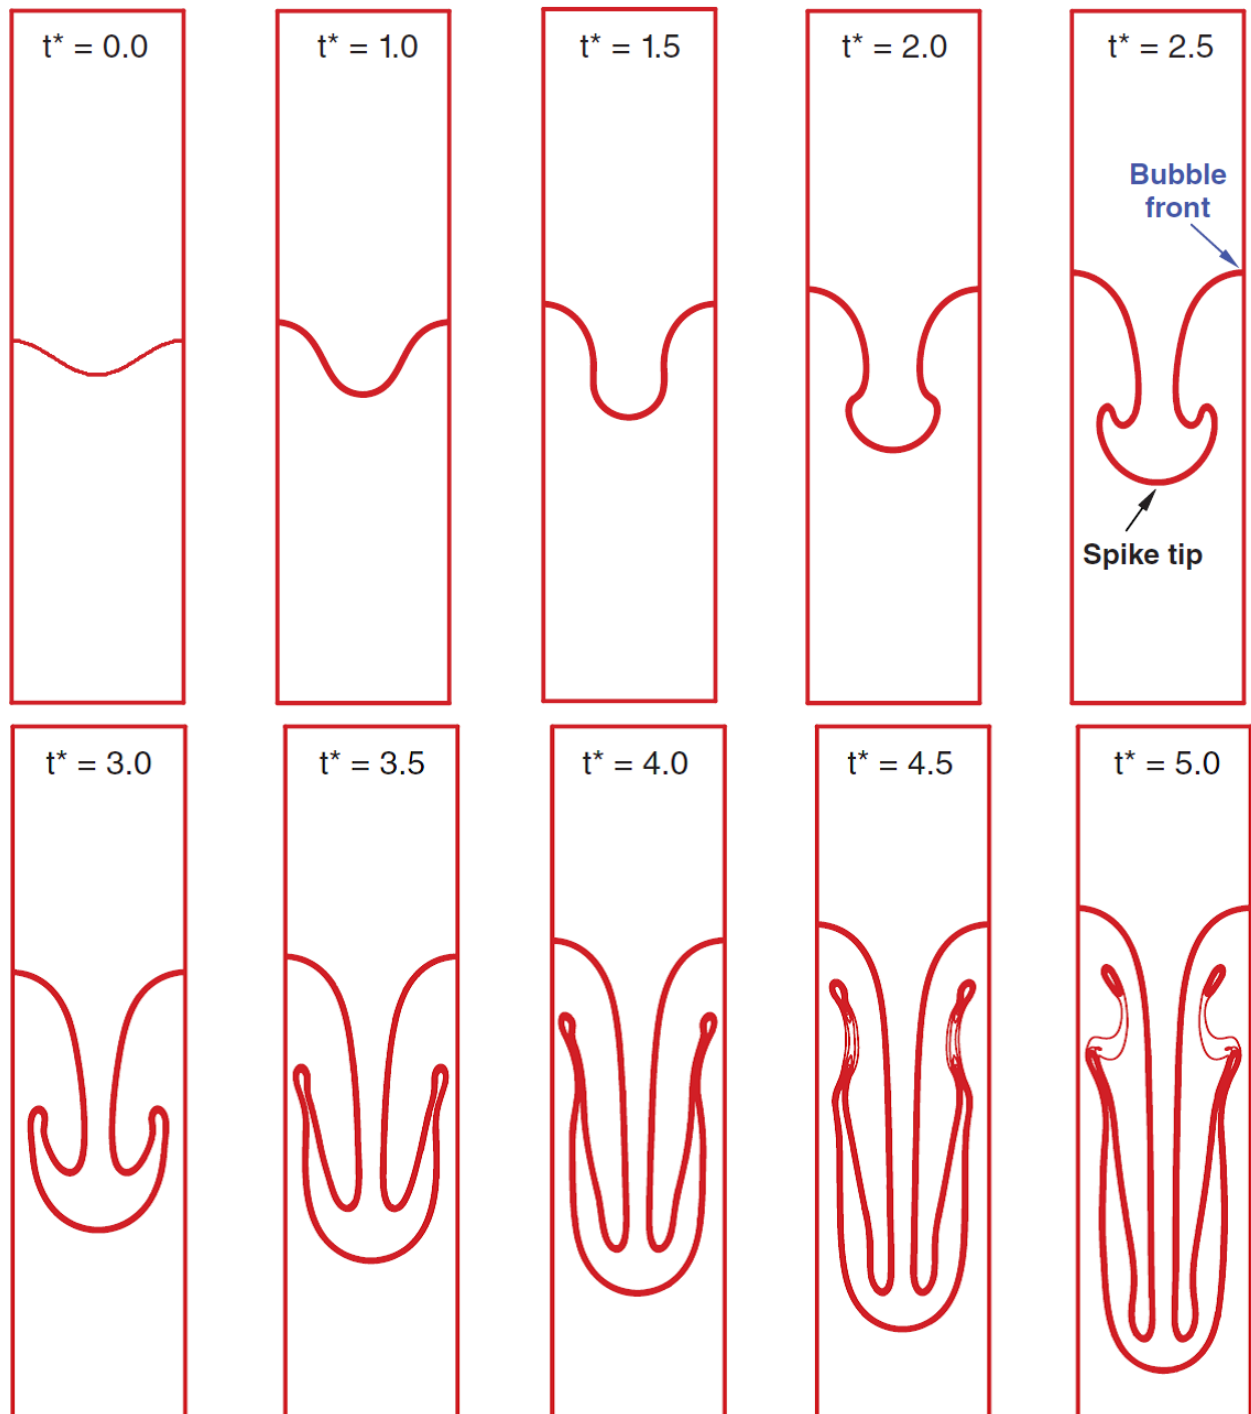 t* = 0.0
t* = 1.0
t* = 1.5
t* = 2.0
t* = 2.5
Bubble
front
Spike tip
t* = 3.0
t* = 3.5
t* = 4.0
t* = 4.5
t* = 5.0